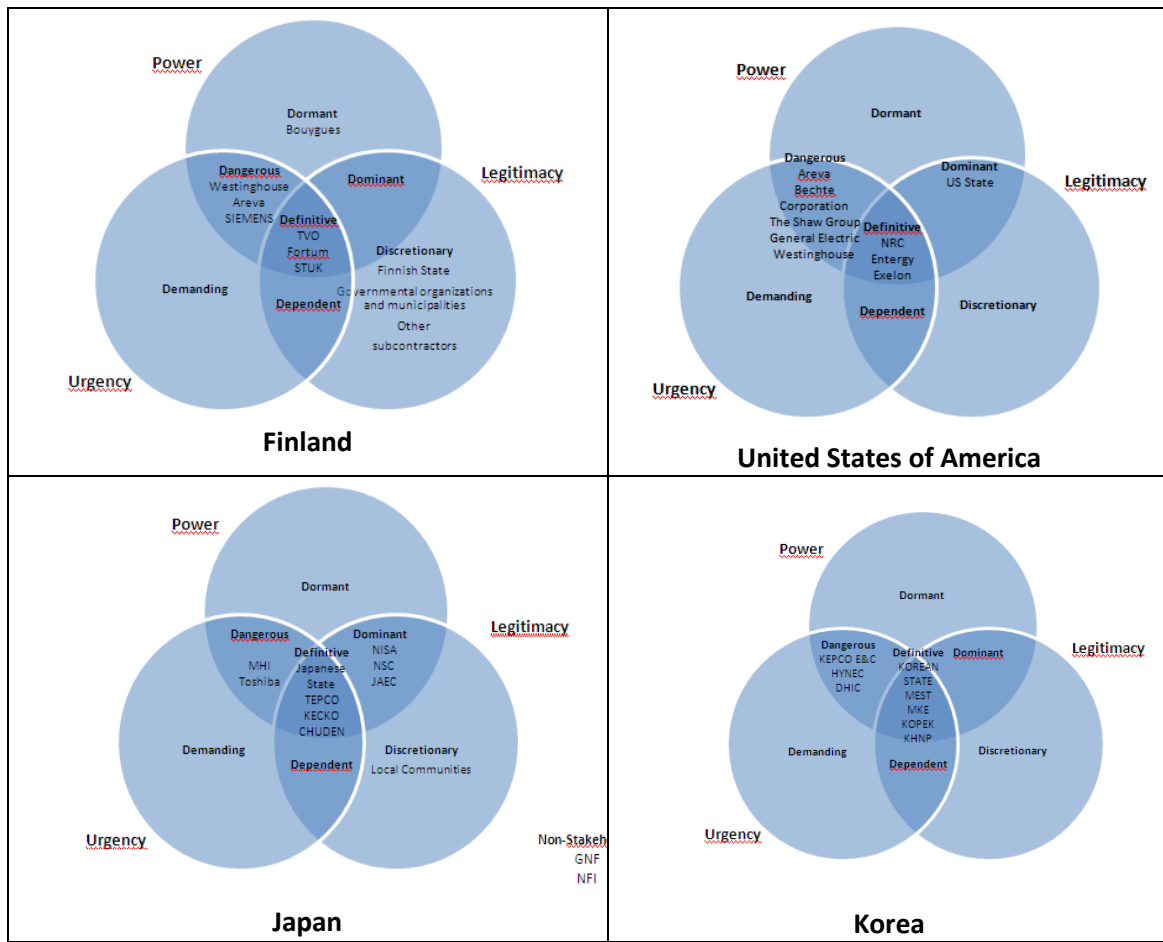 Power
Dormant
Bouygues
Legitimacy
Dangerous
Westinghouse
Areva
SIEMENS
Dominant
Definitive
TVO
Fortum
STUK
Discretionary
Finnish State
Governmental organizations
and municipalities
Other
subcontractors
Demanding
Dependent
Urgency
Finland
Power
Dormant
Legitimacy
Dangerous
Areva
Bechte
Corporation
The Shaw Group
General Electric
Westinghouse
Dominant
US State
Definitive
NRC
Entergy
Exelon
Demanding
Dependent
Discretionary
Urgency
United States of America
Power
Dormant
Legitimacy
Dangerous
MHI
Toshiba
Dominant
NISA
NSC
JAEC
Definitive
Japanese
State
TEPCO
KECKO
CHUDEN
Demanding
Dependent
Discretionary
Local Communities
Urgency
Non-Stakeh
GNF
NFI
Japan
Power
Dormant
Legitimacy
Dangerous
KEPCO E&C
HYNEC
DHIC
Definitive
KOREAN
STATE
MEST
MKE
KOPEK
KHNP
Dominant
Demanding
Dependent
Discretionary
Urgency
Korea